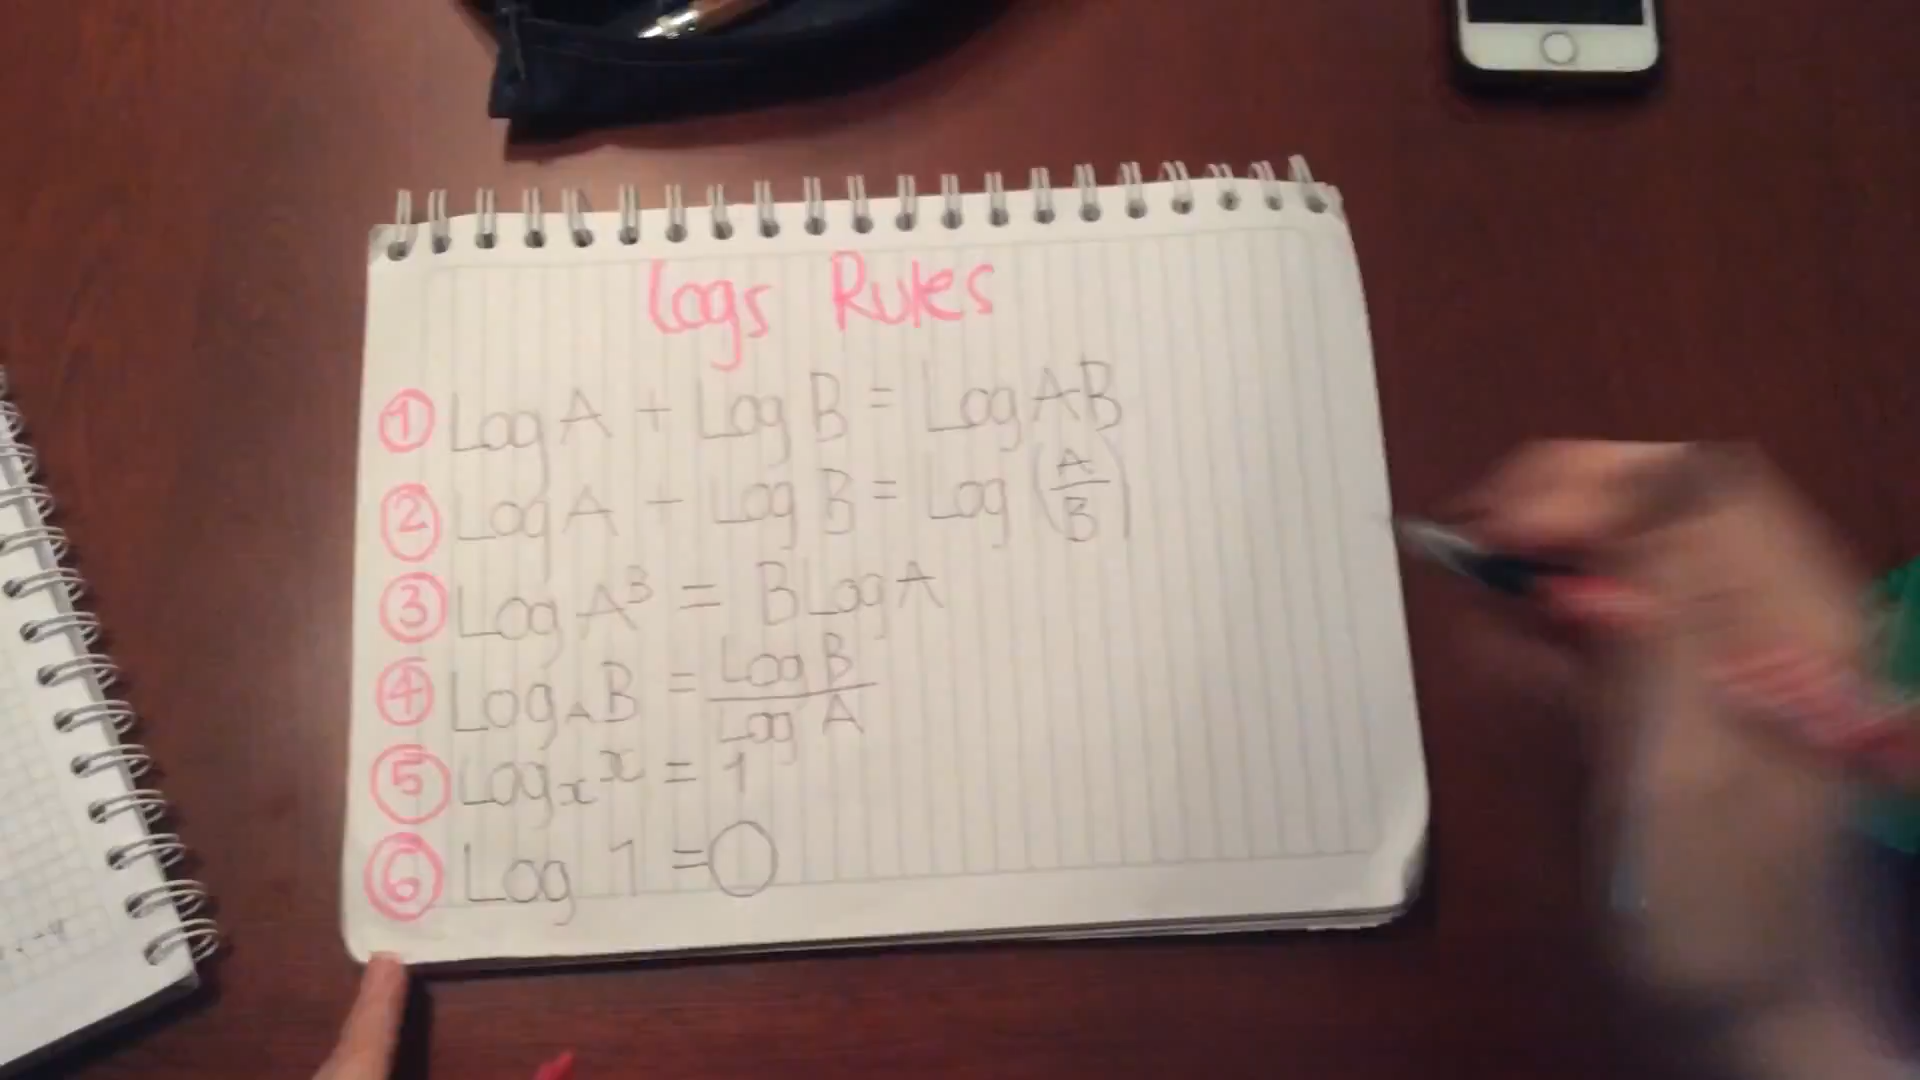 Logs Rules
① Log A + Log B = Log AB
② Log A - Log B = Log (A/B)
③ Log Aᴮ = B Log A
④ Log_A B = Log B / Log A
⑤ Log_x x = 1
⑥ Log 1 = 0